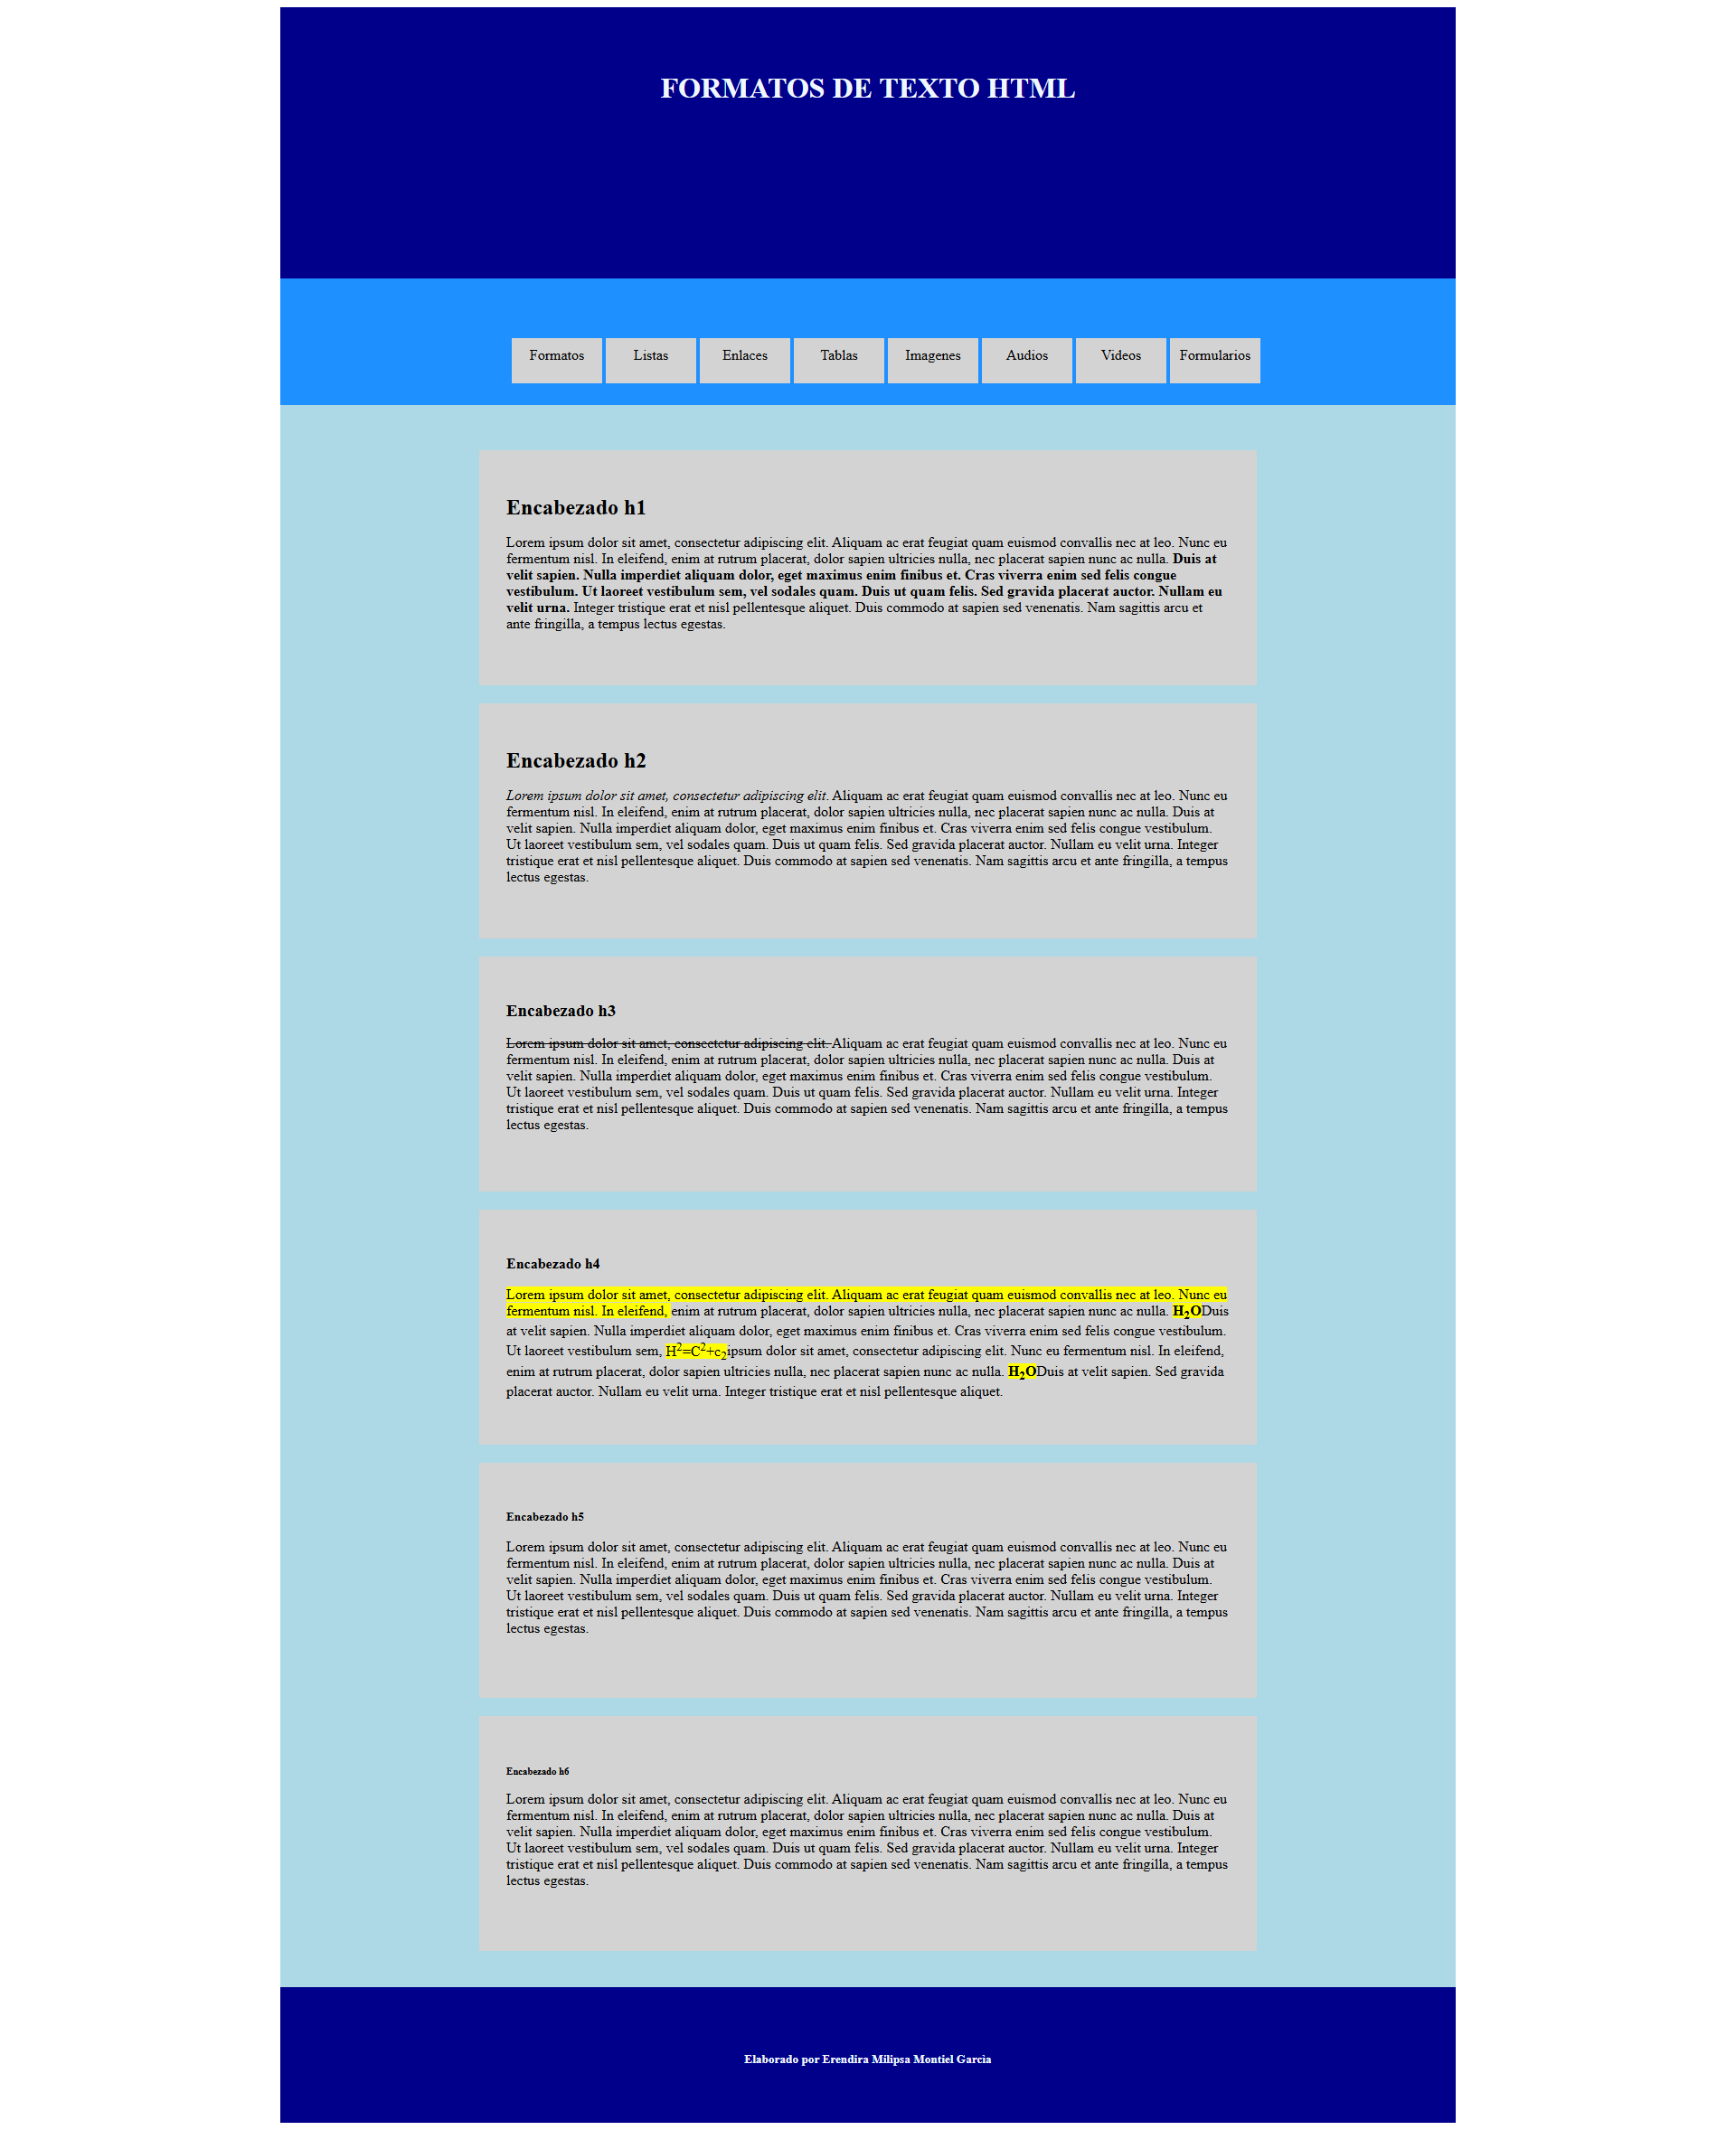 FORMATOS DE TEXTO HTML
Formatos Listas Enlaces Tablas Imagenes Audios Videos Formularios
Encabezado h1
Lorem ipsum dolor sit amet, consectetur adipiscing elit. Aliquam ac erat feugiat quam euismod convallis nec at leo. Nunc eu
fermentum nisl. In eleifend, enim at rutrum placerat, dolor sapien ultricies nulla, nec placerat sapien nunc ac nulla. Duis at
velit sapien. Nulla imperdiet aliquam dolor, eget maximus enim finibus et. Cras viverra enim sed felis congue
vestibulum. Ut laoreet vestibulum sem, vel sodales quam. Duis ut quam felis. Sed gravida placerat auctor. Nullam eu
velit urna. Integer tristique erat et nisl pellentesque aliquet. Duis commodo at sapien sed venenatis. Nam sagittis arcu et
ante fringilla, a tempus lectus egestas.
Encabezado h2
Lorem ipsum dolor sit amet, consectetur adipiscing elit. Aliquam ac erat feugiat quam euismod convallis nec at leo. Nunc eu
fermentum nisl. In eleifend, enim at rutrum placerat, dolor sapien ultricies nulla, nec placerat sapien nunc ac nulla. Duis at
velit sapien. Nulla imperdiet aliquam dolor, eget maximus enim finibus et. Cras viverra enim sed felis congue vestibulum.
Ut laoreet vestibulum sem, vel sodales quam. Duis ut quam felis. Sed gravida placerat auctor. Nullam eu velit urna. Integer
tristique erat et nisl pellentesque aliquet. Duis commodo at sapien sed venenatis. Nam sagittis arcu et ante fringilla, a tempus
lectus egestas.
Encabezado h3
Lorem ipsum dolor sit amet, consectetur adipiscing elit. Aliquam ac erat feugiat quam euismod convallis nec at leo. Nunc eu
fermentum nisl. In eleifend, enim at rutrum placerat, dolor sapien ultricies nulla, nec placerat sapien nunc ac nulla. Duis at
velit sapien. Nulla imperdiet aliquam dolor, eget maximus enim finibus et. Cras viverra enim sed felis congue vestibulum.
Ut laoreet vestibulum sem, vel sodales quam. Duis ut quam felis. Sed gravida placerat auctor. Nullam eu velit urna. Integer
tristique erat et nisl pellentesque aliquet. Duis commodo at sapien sed venenatis. Nam sagittis arcu et ante fringilla, a tempus
lectus egestas.
Encabezado h4
Lorem ipsum dolor sit amet, consectetur adipiscing elit. Aliquam ac erat feugiat quam euismod convallis nec at leo. Nunc eu
fermentum nisl. In eleifend, enim at rutrum placerat, dolor sapien ultricies nulla, nec placerat sapien nunc ac nulla. H₂ODuis
at velit sapien. Nulla imperdiet aliquam dolor, eget maximus enim finibus et. Cras viverra enim sed felis congue vestibulum.
Ut laoreet vestibulum sem, H²=C²+c₂ipsum dolor sit amet, consectetur adipiscing elit. Nunc eu fermentum nisl. In eleifend,
enim at rutrum placerat, dolor sapien ultricies nulla, nec placerat sapien nunc ac nulla. H₂ODuis at velit sapien. Sed gravida
placerat auctor. Nullam eu velit urna. Integer tristique erat et nisl pellentesque aliquet.
Encabezado h5
Lorem ipsum dolor sit amet, consectetur adipiscing elit. Aliquam ac erat feugiat quam euismod convallis nec at leo. Nunc eu
fermentum nisl. In eleifend, enim at rutrum placerat, dolor sapien ultricies nulla, nec placerat sapien nunc ac nulla. Duis at
velit sapien. Nulla imperdiet aliquam dolor, eget maximus enim finibus et. Cras viverra enim sed felis congue vestibulum.
Ut laoreet vestibulum sem, vel sodales quam. Duis ut quam felis. Sed gravida placerat auctor. Nullam eu velit urna. Integer
tristique erat et nisl pellentesque aliquet. Duis commodo at sapien sed venenatis. Nam sagittis arcu et ante fringilla, a tempus
lectus egestas.
Encabezado h6
Lorem ipsum dolor sit amet, consectetur adipiscing elit. Aliquam ac erat feugiat quam euismod convallis nec at leo. Nunc eu
fermentum nisl. In eleifend, enim at rutrum placerat, dolor sapien ultricies nulla, nec placerat sapien nunc ac nulla. Duis at
velit sapien. Nulla imperdiet aliquam dolor, eget maximus enim finibus et. Cras viverra enim sed felis congue vestibulum.
Ut laoreet vestibulum sem, vel sodales quam. Duis ut quam felis. Sed gravida placerat auctor. Nullam eu velit urna. Integer
tristique erat et nisl pellentesque aliquet. Duis commodo at sapien sed venenatis. Nam sagittis arcu et ante fringilla, a tempus
lectus egestas.
Elaborado por Erendira Milipsa Montiel Garcìa